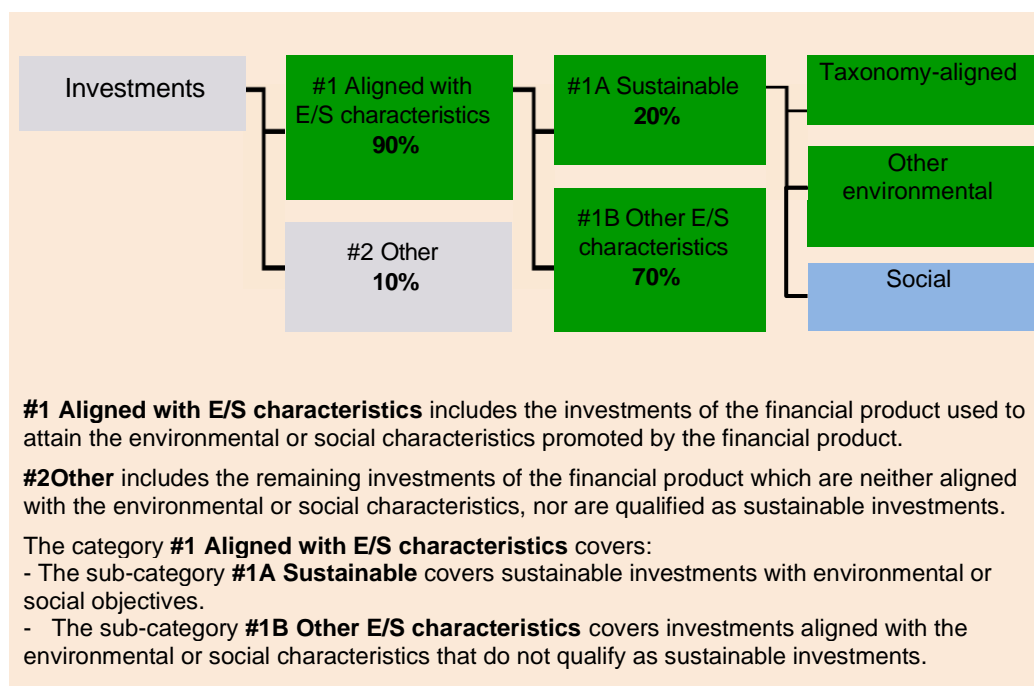 Investments
#1 Aligned with
E/S characteristics
90%
#2 Other
10%
#1A Sustainable
20%
#1B Other E/S
characteristics
70%
Taxonomy-aligned
Other
environmental
Social
#1 Aligned with E/S characteristics includes the investments of the financial product used to
attain the environmental or social characteristics promoted by the financial product.
#2Other includes the remaining investments of the financial product which are neither aligned
with the environmental or social characteristics, nor are qualified as sustainable investments.
The category #1 Aligned with E/S characteristics covers:
- The sub-category #1A Sustainable covers sustainable investments with environmental or
social objectives.
- The sub-category #1B Other E/S characteristics covers investments aligned with the
environmental or social characteristics that do not qualify as sustainable investments.